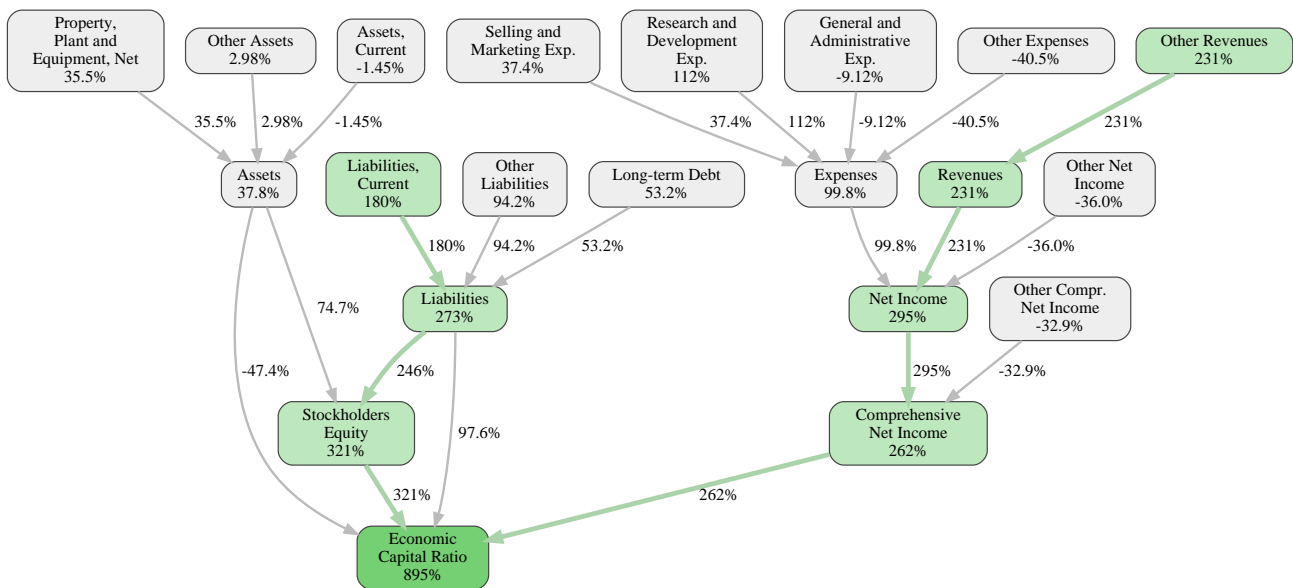 Property,
Plant and
Equipment, Net
35.5%
Other Assets
2.98%
Assets,
Current
-1.45%
Selling and
Marketing Exp.
37.4%
Research and
Development
Exp.
112%
General and
Administrative
Exp.
-9.12%
Other Expenses
-40.5%
Other Revenues
231%
35.5%
2.98%
-1.45%
37.4%
112%
-9.12%
-40.5%
231%
Assets
37.8%
Liabilities,
Current
180%
Other
Liabilities
94.2%
Long-term Debt
53.2%
Expenses
99.8%
Revenues
231%
Other Net
Income
-36.0%
180%
94.2%
53.2%
99.8%
231%
-36.0%
74.7%
Liabilities
273%
Net Income
295%
Other Compr.
Net Income
-32.9%
-47.4%
246%
295%
-32.9%
Stockholders
Equity
321%
97.6%
Comprehensive
Net Income
262%
321%
262%
Economic
Capital Ratio
895%